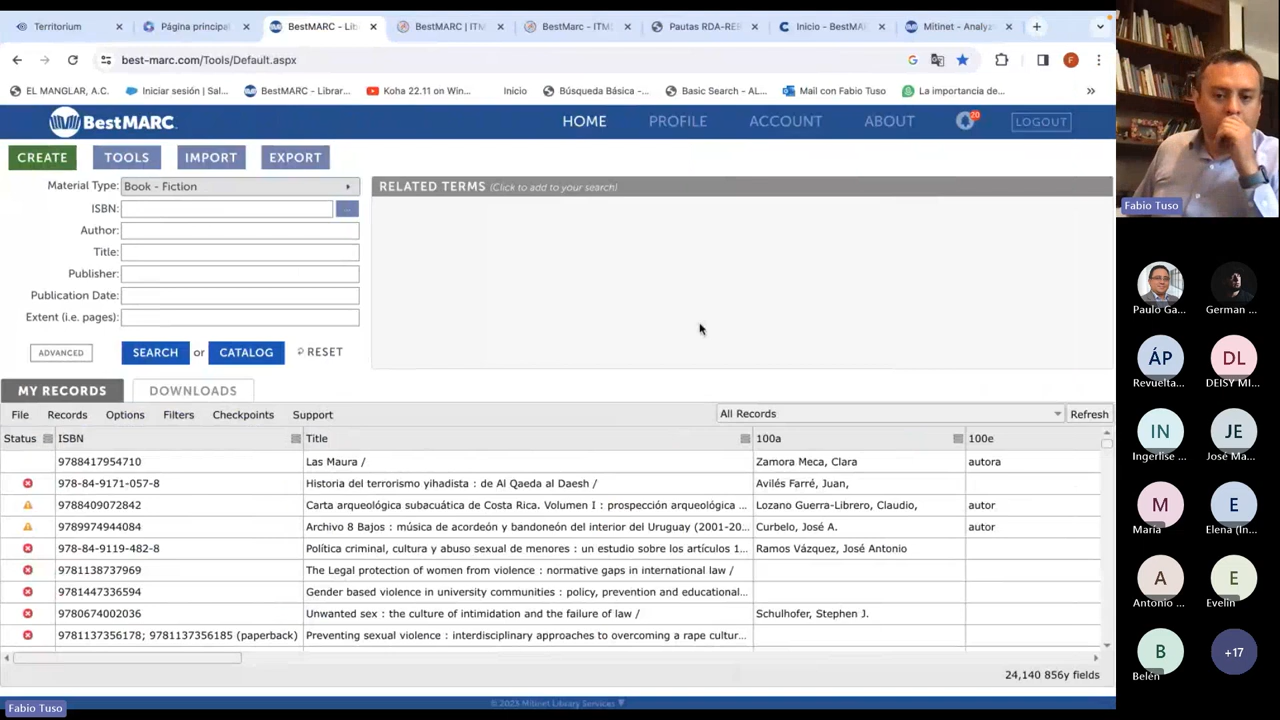 Territorium
Página principal
BestMARC - Lib
BestMARC | ITM
BestMarc - ITMS
Pautas RDA-REF
Inicio - BestMAR
Mitinet - Analyz
best-marc.com/Tools/Default.aspx
EL MANGLAR, A.C.
Iniciar sesión | Sal...
BestMARC - Librar...
Koha 22.11 on Win...
Inicio
Búsqueda Básica -...
Basic Search - AL...
Mail con Fabio Tuso
La importancia de...
BestMARC
HOME
PROFILE
ACCOUNT
ABOUT
20
LOGOUT
CREATE
TOOLS
IMPORT
EXPORT
Material Type: Book - Fiction
ISBN:
...
Author:
Title:
Publisher:
Publication Date:
Extent (i.e. pages):
ADVANCED
SEARCH or CATALOG RESET
RELATED TERMS (Click to add to your search)
MY RECORDS
DOWNLOADS
File Records Options Filters Checkpoints Support
All Records
Refresh
Status ISBN Title 100a 100e
9788417954710 Las Maura / Zamora Meca, Clara autora
978-84-9171-057-8 Historia del terrorismo yihadista : de Al Qaeda al Daesh / Avilés Farré, Juan,
9788409072842 Carta arqueológica subacuática de Costa Rica. Volumen I : prospección arqueológica ... Lozano Guerra-Librero, Claudio, autor
9789974944084 Archivo 8 Bajos : música de acordeón y bandoneón del interior del Uruguay (2001-20... Curbelo, José A. autor
978-84-9119-482-8 Política criminal, cultura y abuso sexual de menores : un estudio sobre los artículos 1... Ramos Vázquez, José Antonio
9781138737969 The Legal protection of women from violence : normative gaps in international law /
9781447336594 Gender based violence in university communities : policy, prevention and educational...
9780674002036 Unwanted sex : the culture of intimidation and the failure of law / Schulhofer, Stephen J.
9781137356178; 9781137356185 (paperback) Preventing sexual violence : interdisciplinary approaches to overcoming a rape cultur...
24,140 856y fields
© 2023 Mitinet Library Services
Fabio Tuso
Fabio Tuso
F
Paulo Ga...
German ...
ÁP
Revuelta...
DL
DEISY MI...
IN
Ingerlise ...
JE
José Ma...
M
Maria
E
Elena (In...
A
Antonio ...
E
Evelin
B
Belén
+17